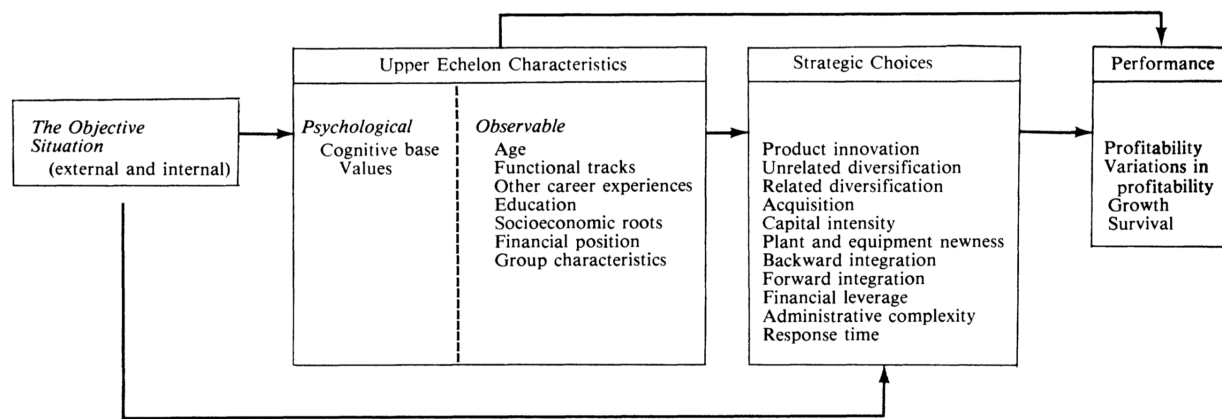 The Objective
Situation
(external and internal)
Upper Echelon Characteristics
Psychological
Cognitive base
Values
Observable
Age
Functional tracks
Other career experiences
Education
Socioeconomic roots
Financial position
Group characteristics
Strategic Choices
Product innovation
Unrelated diversification
Related diversification
Acquisition
Capital intensity
Plant and equipment newness
Backward integration
Forward integration
Financial leverage
Administrative complexity
Response time
Performance
Profitability
Variations in
profitability
Growth
Survival